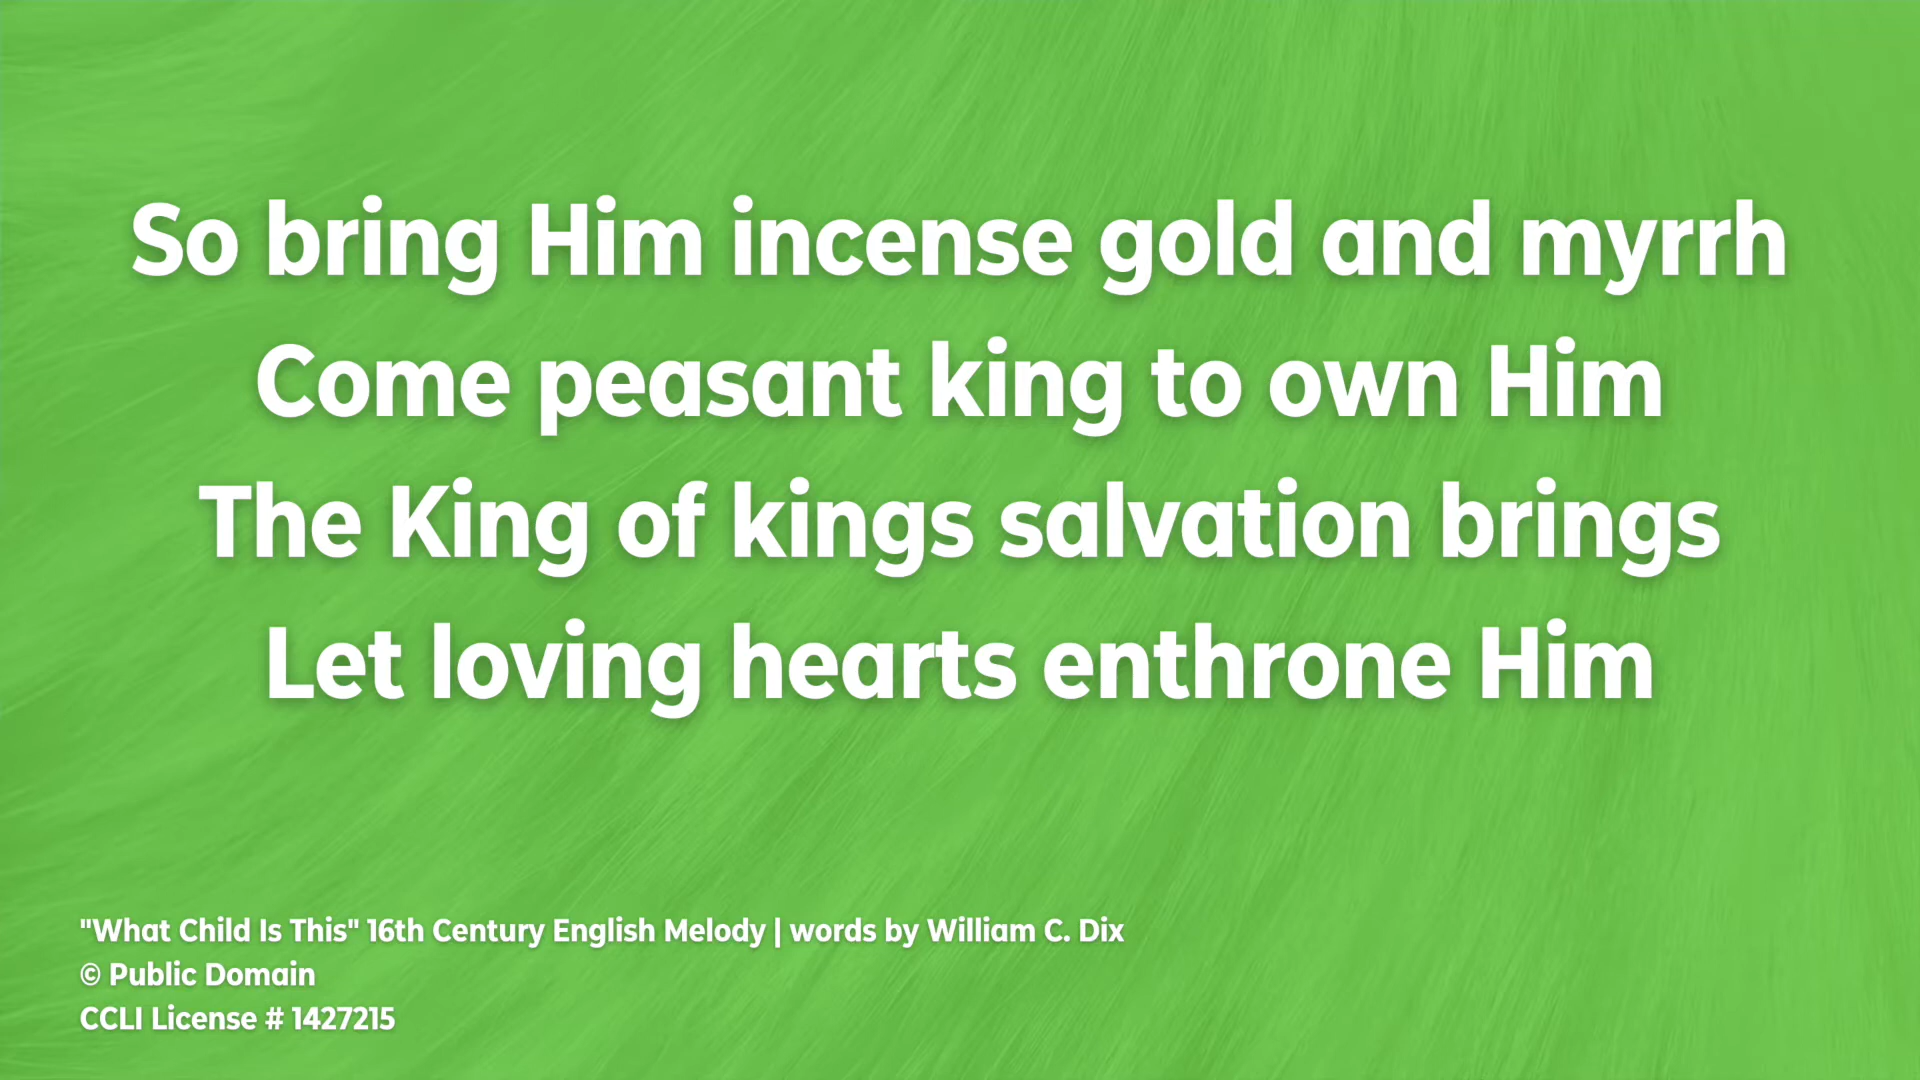 So bring Him incense gold and myrrh
Come peasant king to own Him
The King of kings salvation brings
Let loving hearts enthrone Him
"What Child Is This" 16th Century English Melody | words by William C. Dix
© Public Domain
CCLI License # 1427215